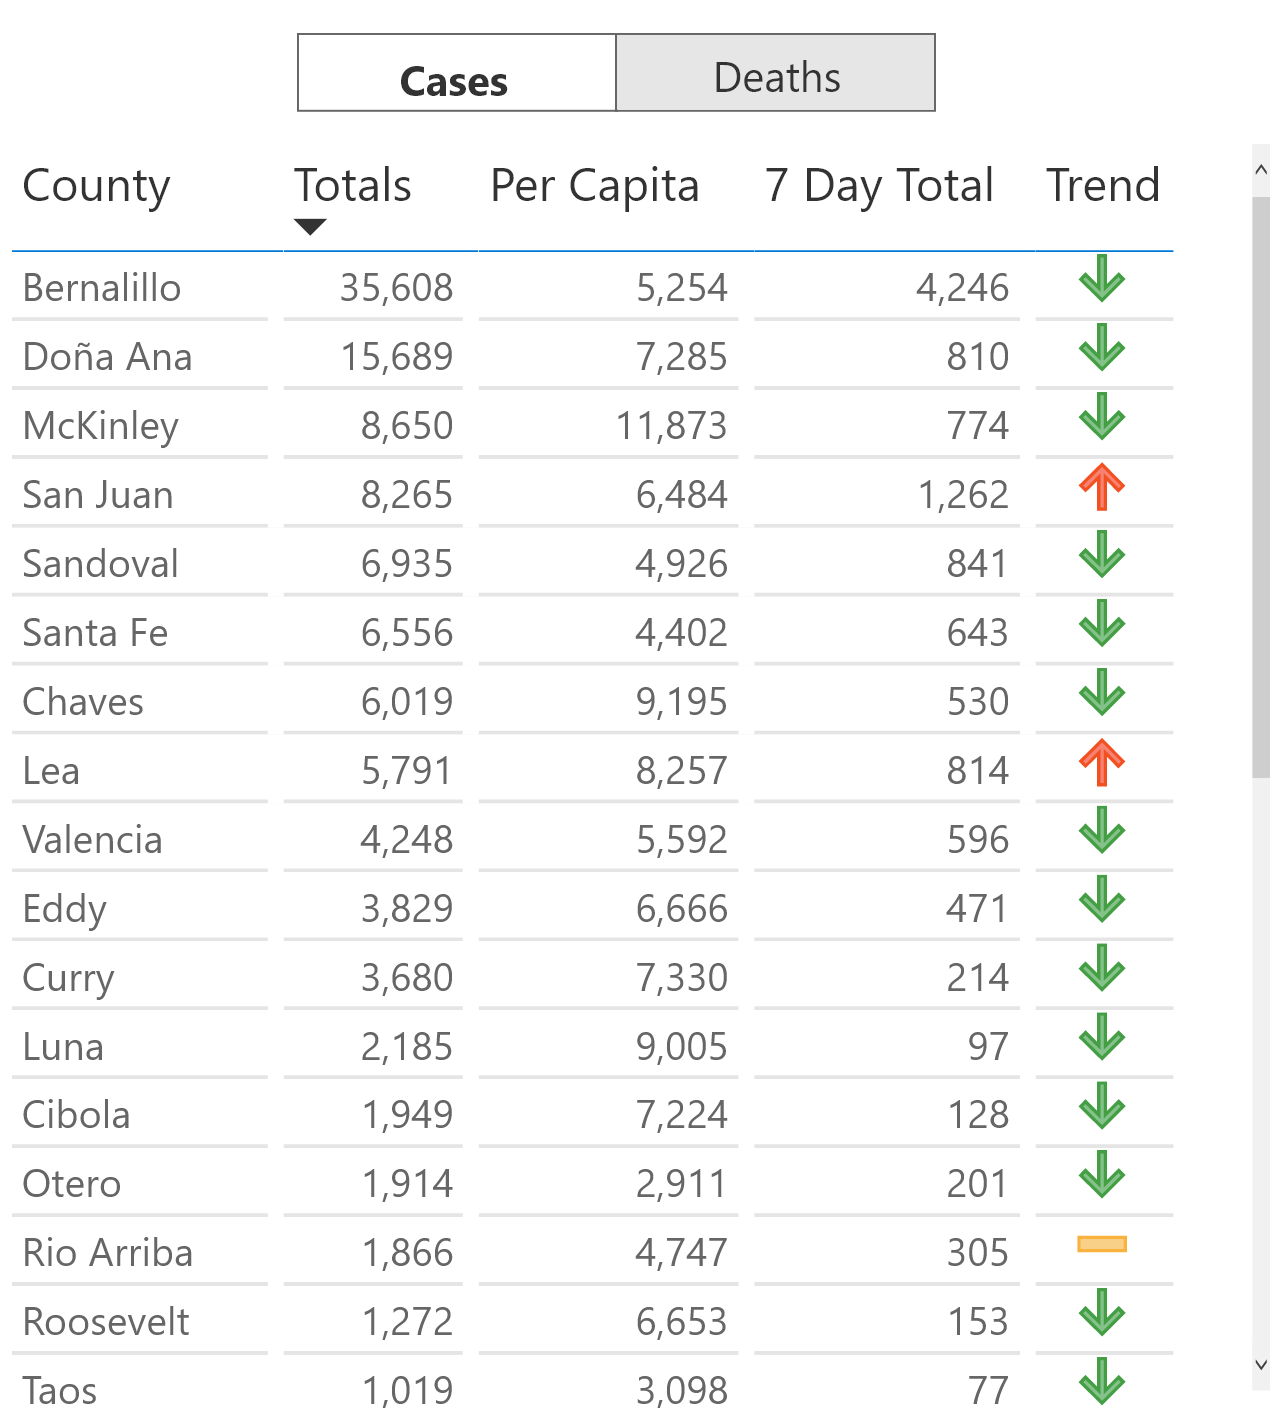 Cases Deaths
County Totals Per Capita 7 Day Total Trend
Bernalillo 35,608 5,254 4,246
Doña Ana 15,689 7,285 810
McKinley 8,650 11,873 774
San Juan 8,265 6,484 1,262
Sandoval 6,935 4,926 841
Santa Fe 6,556 4,402 643
Chaves 6,019 9,195 530
Lea 5,791 8,257 814
Valencia 4,248 5,592 596
Eddy 3,829 6,666 471
Curry 3,680 7,330 214
Luna 2,185 9,005 97
Cibola 1,949 7,224 128
Otero 1,914 2,911 201
Rio Arriba 1,866 4,747 305
Roosevelt 1,272 6,653 153
Taos 1,019 3,098 77